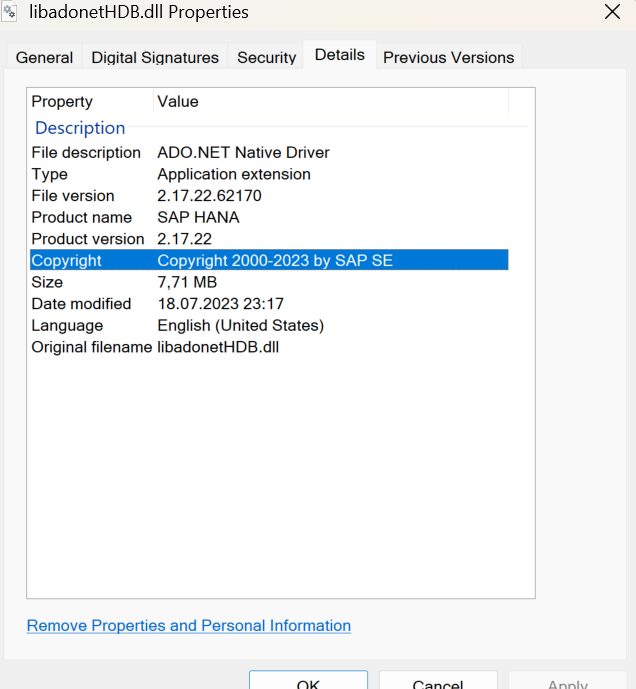 libadonetHDB.dll Properties
General Digital Signatures Security Details Previous Versions
Property Value
Description
File description ADO.NET Native Driver
Type Application extension
File version 2.17.22.62170
Product name SAP HANA
Product version 2.17.22
Copyright Copyright 2000-2023 by SAP SE
Size 7,71 MB
Date modified 18.07.2023 23:17
Language English (United States)
Original filename libadonetHDB.dll
Remove Properties and Personal Information
OK Cancel Apply